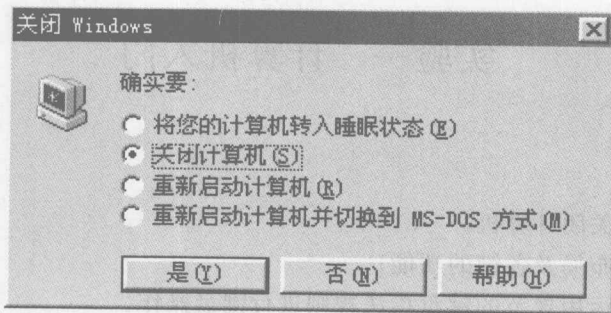 关闭 Windows
确实要:
将您的计算机转入睡眠状态(E)
关闭计算机(S)
重新启动计算机(R)
重新启动计算机并切换到 MS-DOS 方式(M)
是(Y) 否(N) 帮助(H)